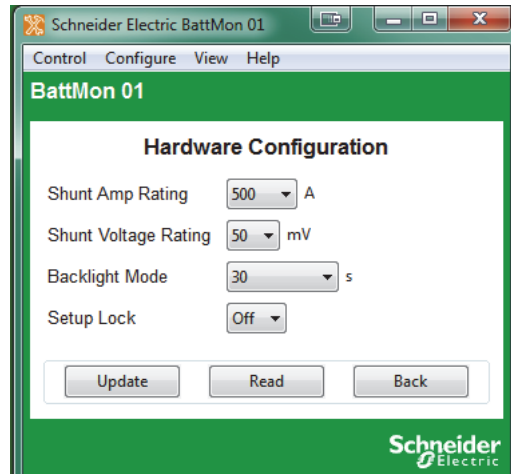 Schneider Electric BattMon 01
Control Configure View Help
BattMon 01
Hardware Configuration
Shunt Amp Rating 500 A
Shunt Voltage Rating 50 mV
Backlight Mode 30 s
Setup Lock Off
Update Read Back
Schneider
Electric